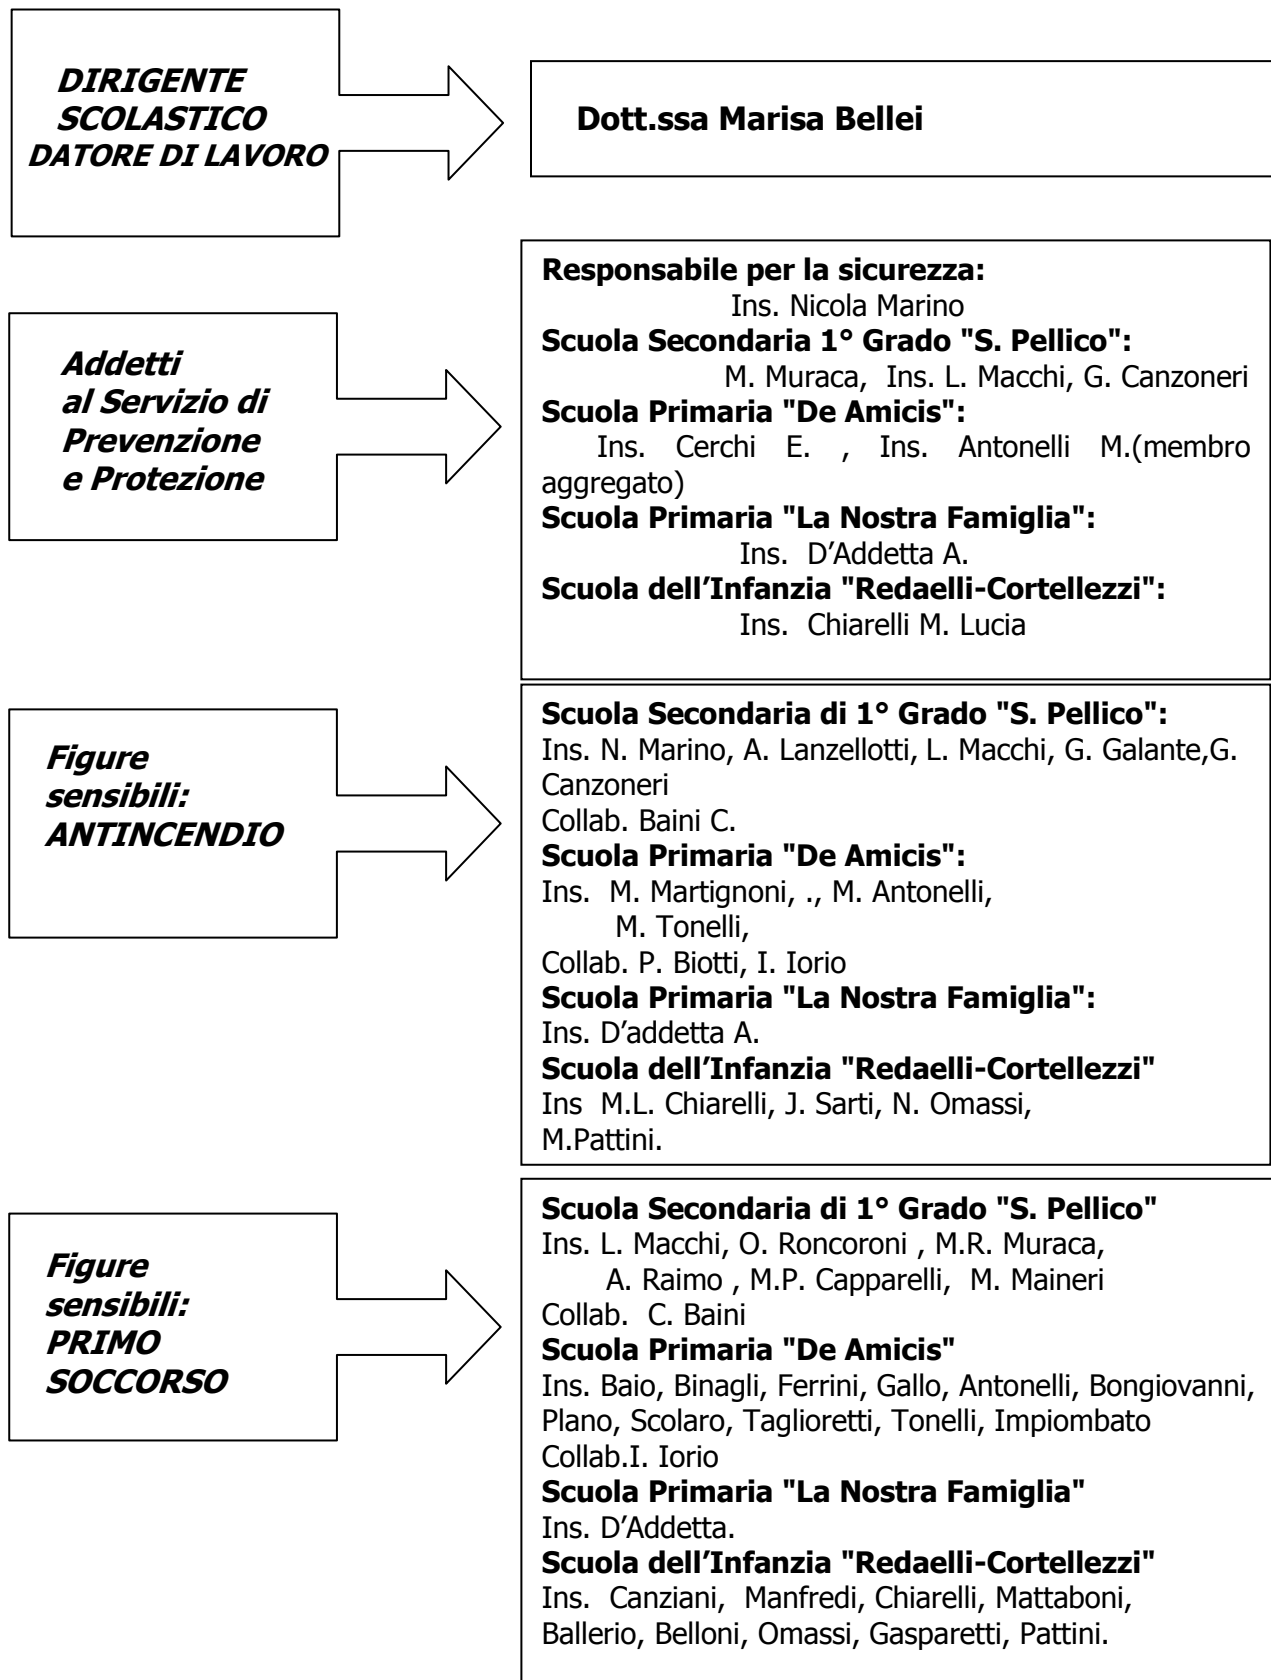 DIRIGENTE
SCOLASTICO
DATORE DI LAVORO
Dott.ssa Marisa Bellei
Addetti
al Servizio di
Prevenzione
e Protezione
Responsabile per la sicurezza:
Ins. Nicola Marino
Scuola Secondaria 1° Grado "S. Pellico":
M. Muraca, Ins. L. Macchi, G. Canzoneri
Scuola Primaria "De Amicis":
Ins. Cerchi E. , Ins. Antonelli M.(membro
aggregato)
Scuola Primaria "La Nostra Famiglia":
Ins. D’Addetta A.
Scuola dell’Infanzia "Redaelli-Cortellezzi":
Ins. Chiarelli M. Lucia
Figure
sensibili:
ANTINCENDIO
Scuola Secondaria di 1° Grado "S. Pellico":
Ins. N. Marino, A. Lanzellotti, L. Macchi, G. Galante,G.
Canzoneri
Collab. Baini C.
Scuola Primaria "De Amicis":
Ins. M. Martignoni, ., M. Antonelli,
M. Tonelli,
Collab. P. Biotti, I. Iorio
Scuola Primaria "La Nostra Famiglia":
Ins. D’addetta A.
Scuola dell’Infanzia "Redaelli-Cortellezzi"
Ins M.L. Chiarelli, J. Sarti, N. Omassi,
M.Pattini.
Figure
sensibili:
PRIMO
SOCCORSO
Scuola Secondaria di 1° Grado "S. Pellico"
Ins. L. Macchi, O. Roncoroni , M.R. Muraca,
A. Raimo , M.P. Capparelli, M. Maineri
Collab. C. Baini
Scuola Primaria "De Amicis"
Ins. Baio, Binagli, Ferrini, Gallo, Antonelli, Bongiovanni,
Plano, Scolaro, Taglioretti, Tonelli, Impiombato
Collab.I. Iorio
Scuola Primaria "La Nostra Famiglia"
Ins. D’Addetta.
Scuola dell’Infanzia "Redaelli-Cortellezzi"
Ins. Canziani, Manfredi, Chiarelli, Mattaboni,
Ballerio, Belloni, Omassi, Gasparetti, Pattini.